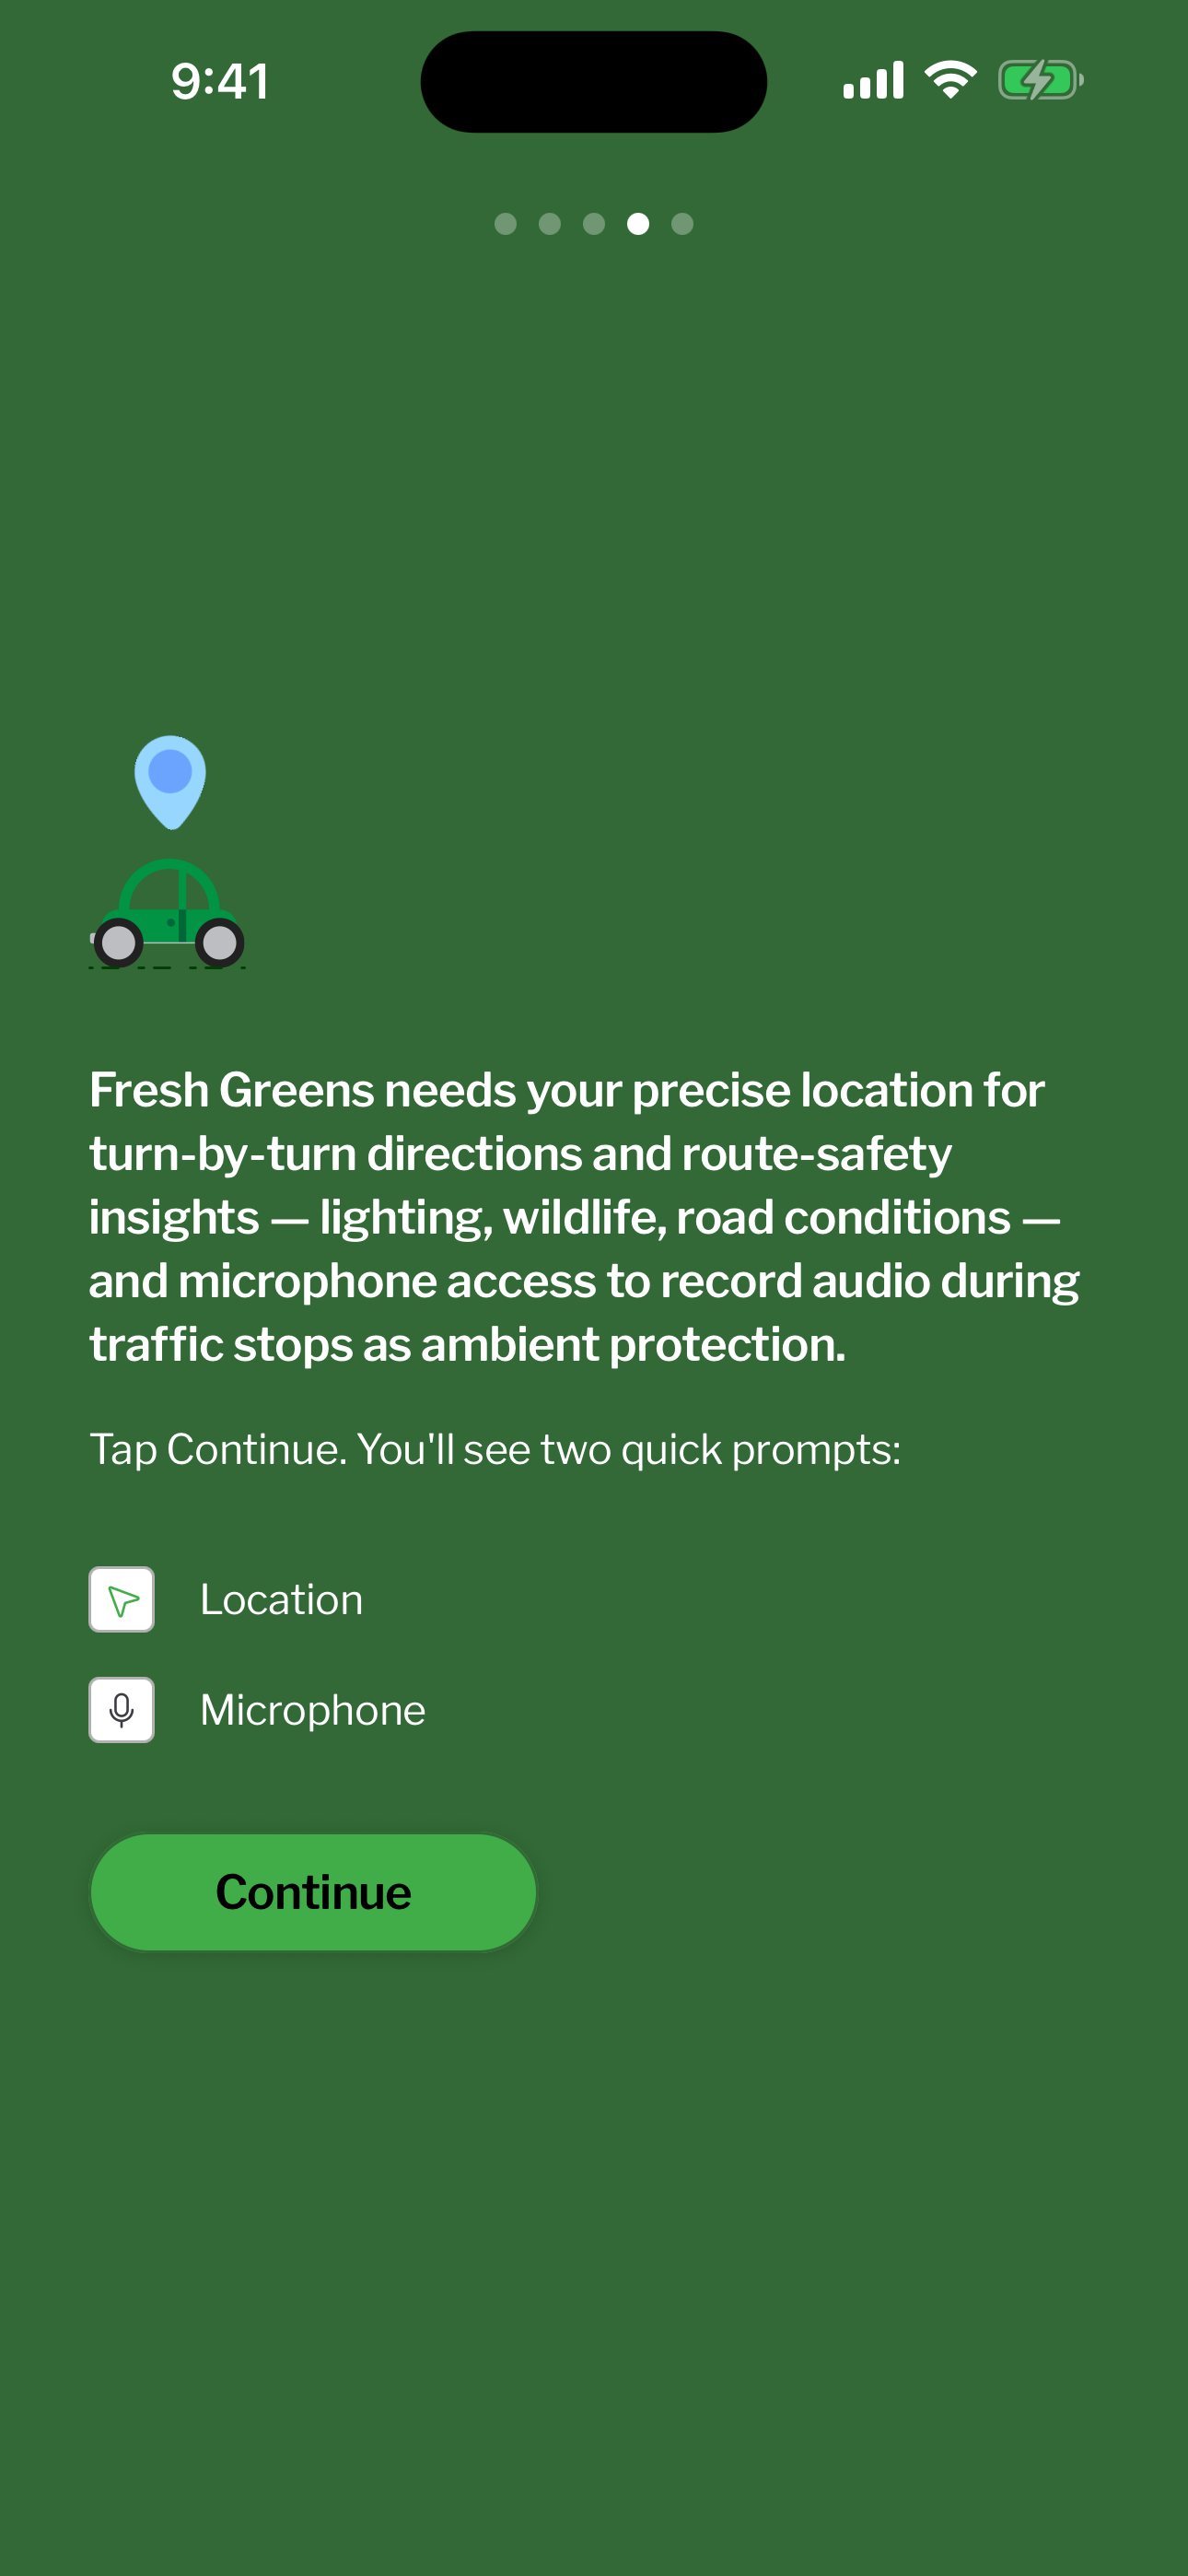 9:41
Fresh Greens needs your precise location for
turn-by-turn directions and route-safety
insights — lighting, wildlife, road conditions —
and microphone access to record audio during
traffic stops as ambient protection.
Tap Continue. You'll see two quick prompts:
Location
Microphone
Continue